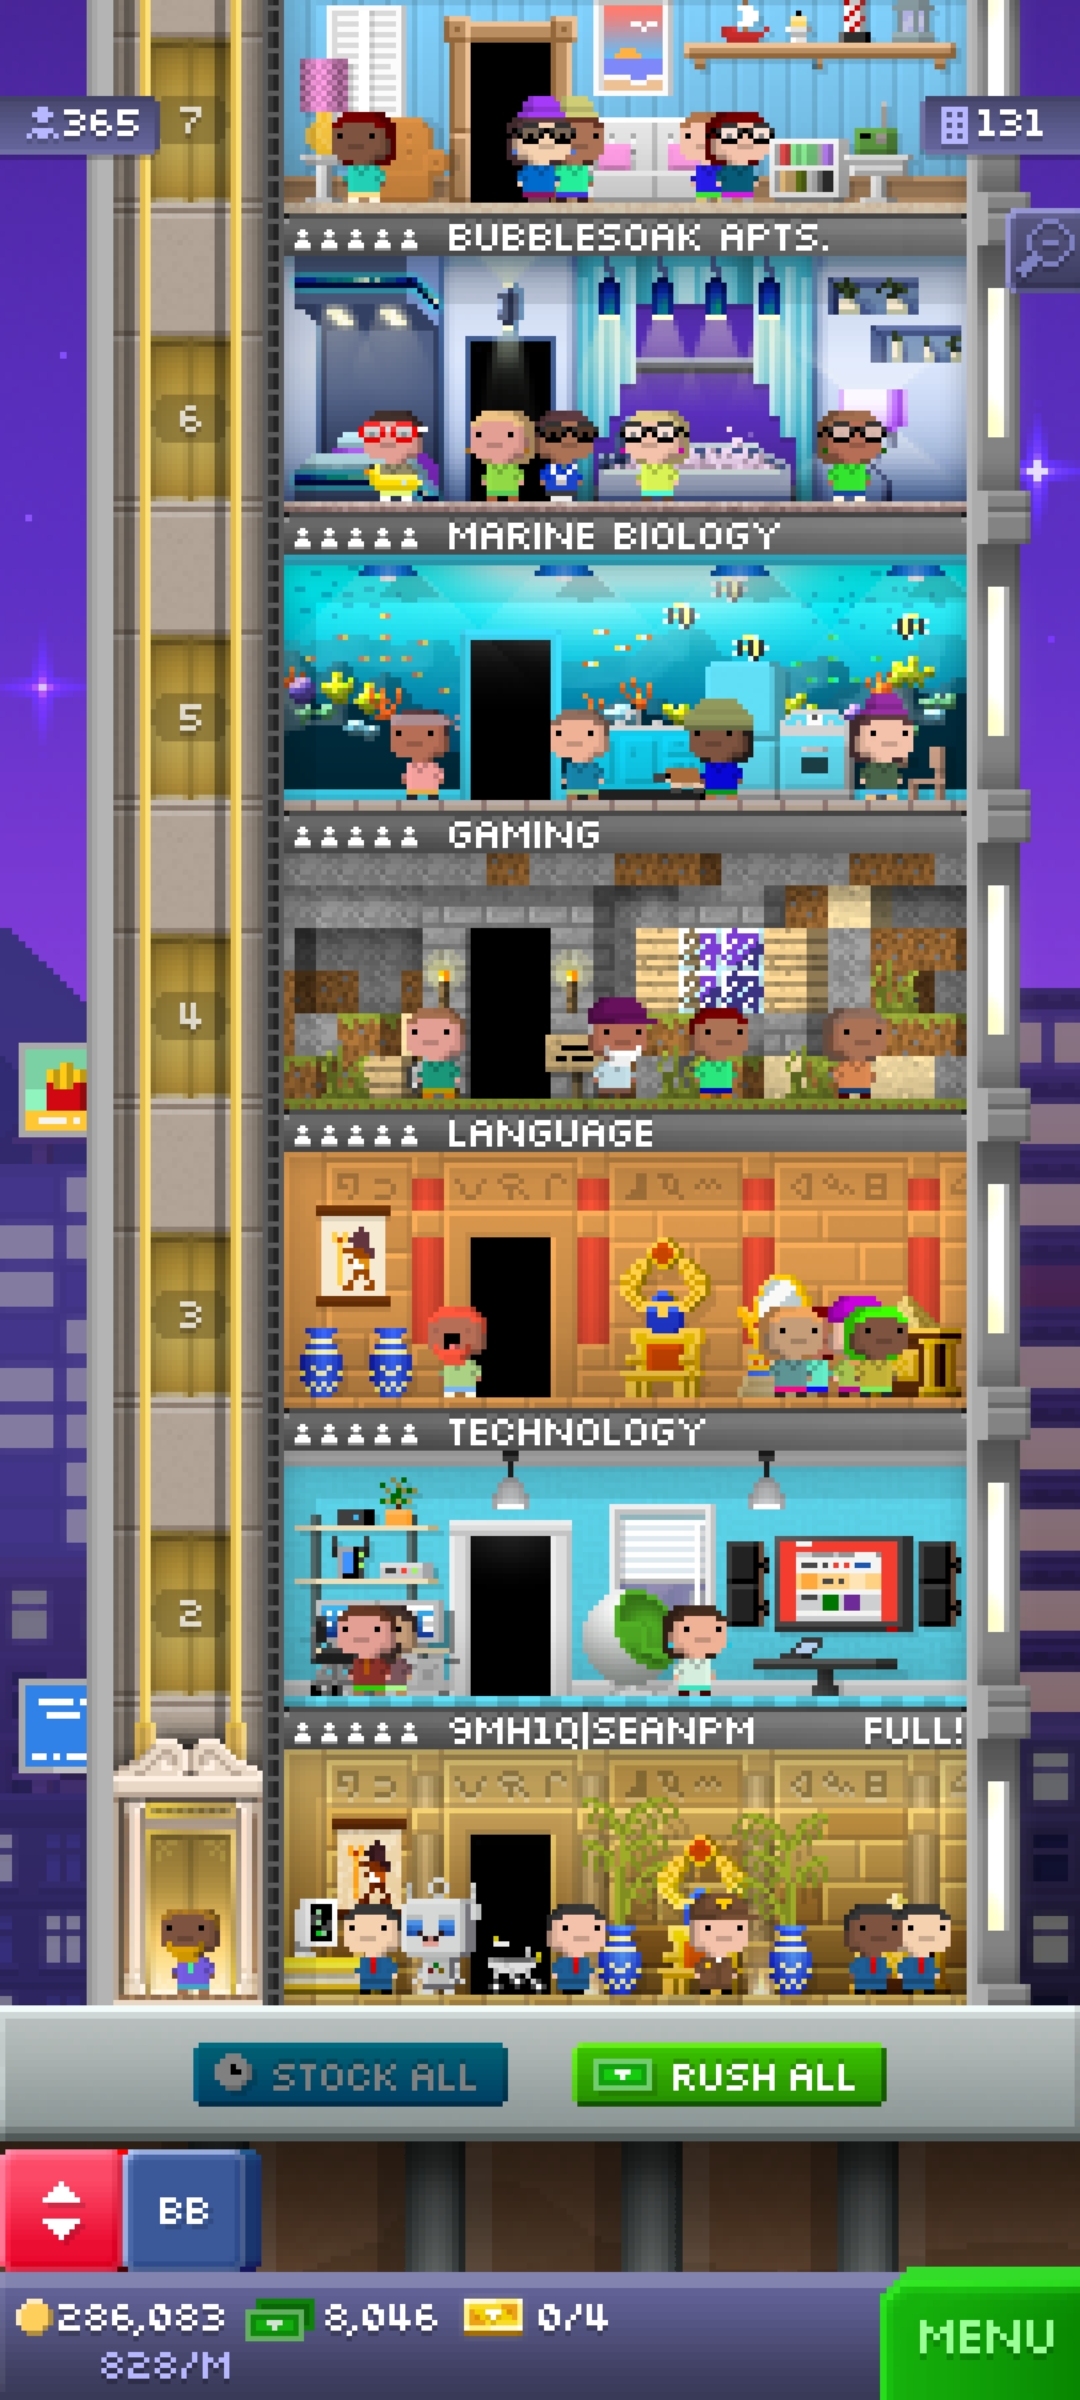 7
365
131
BUBBLESOAK APTS.
6
MARINE BIOLOGY
5
GAMING
4
LANGUAGE
3
TECHNOLOGY
2
9MH1Q|SEANPM FULL!
STOCK ALL
RUSH ALL
BB
286,083 8,046 0/4
828/M
MENU